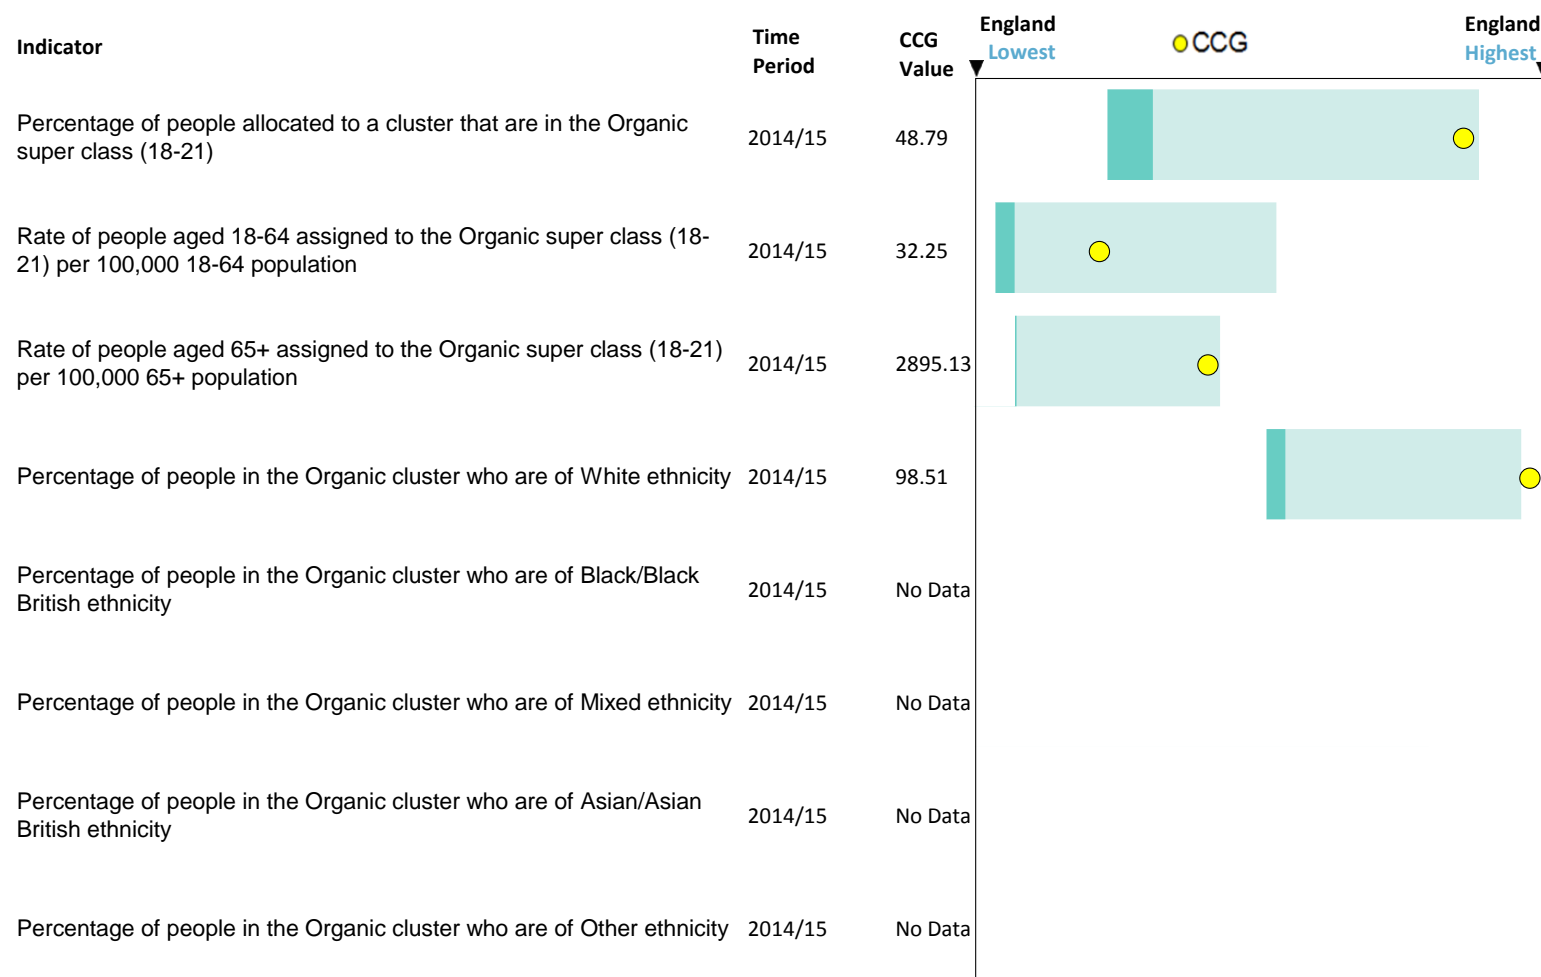 Indicator
Time
Period
CCG
Value
England
Lowest
CCG
England
Highest
Percentage of people allocated to a cluster that are in the Organic
super class (18-21)
2014/15
48.79
Rate of people aged 18-64 assigned to the Organic super class (18-
21) per 100,000 18-64 population
2014/15
32.25
Rate of people aged 65+ assigned to the Organic super class (18-21)
per 100,000 65+ population
2014/15
2895.13
Percentage of people in the Organic cluster who are of White ethnicity
2014/15
98.51
Percentage of people in the Organic cluster who are of Black/Black
British ethnicity
2014/15
No Data
Percentage of people in the Organic cluster who are of Mixed ethnicity
2014/15
No Data
Percentage of people in the Organic cluster who are of Asian/Asian
British ethnicity
2014/15
No Data
Percentage of people in the Organic cluster who are of Other ethnicity
2014/15
No Data